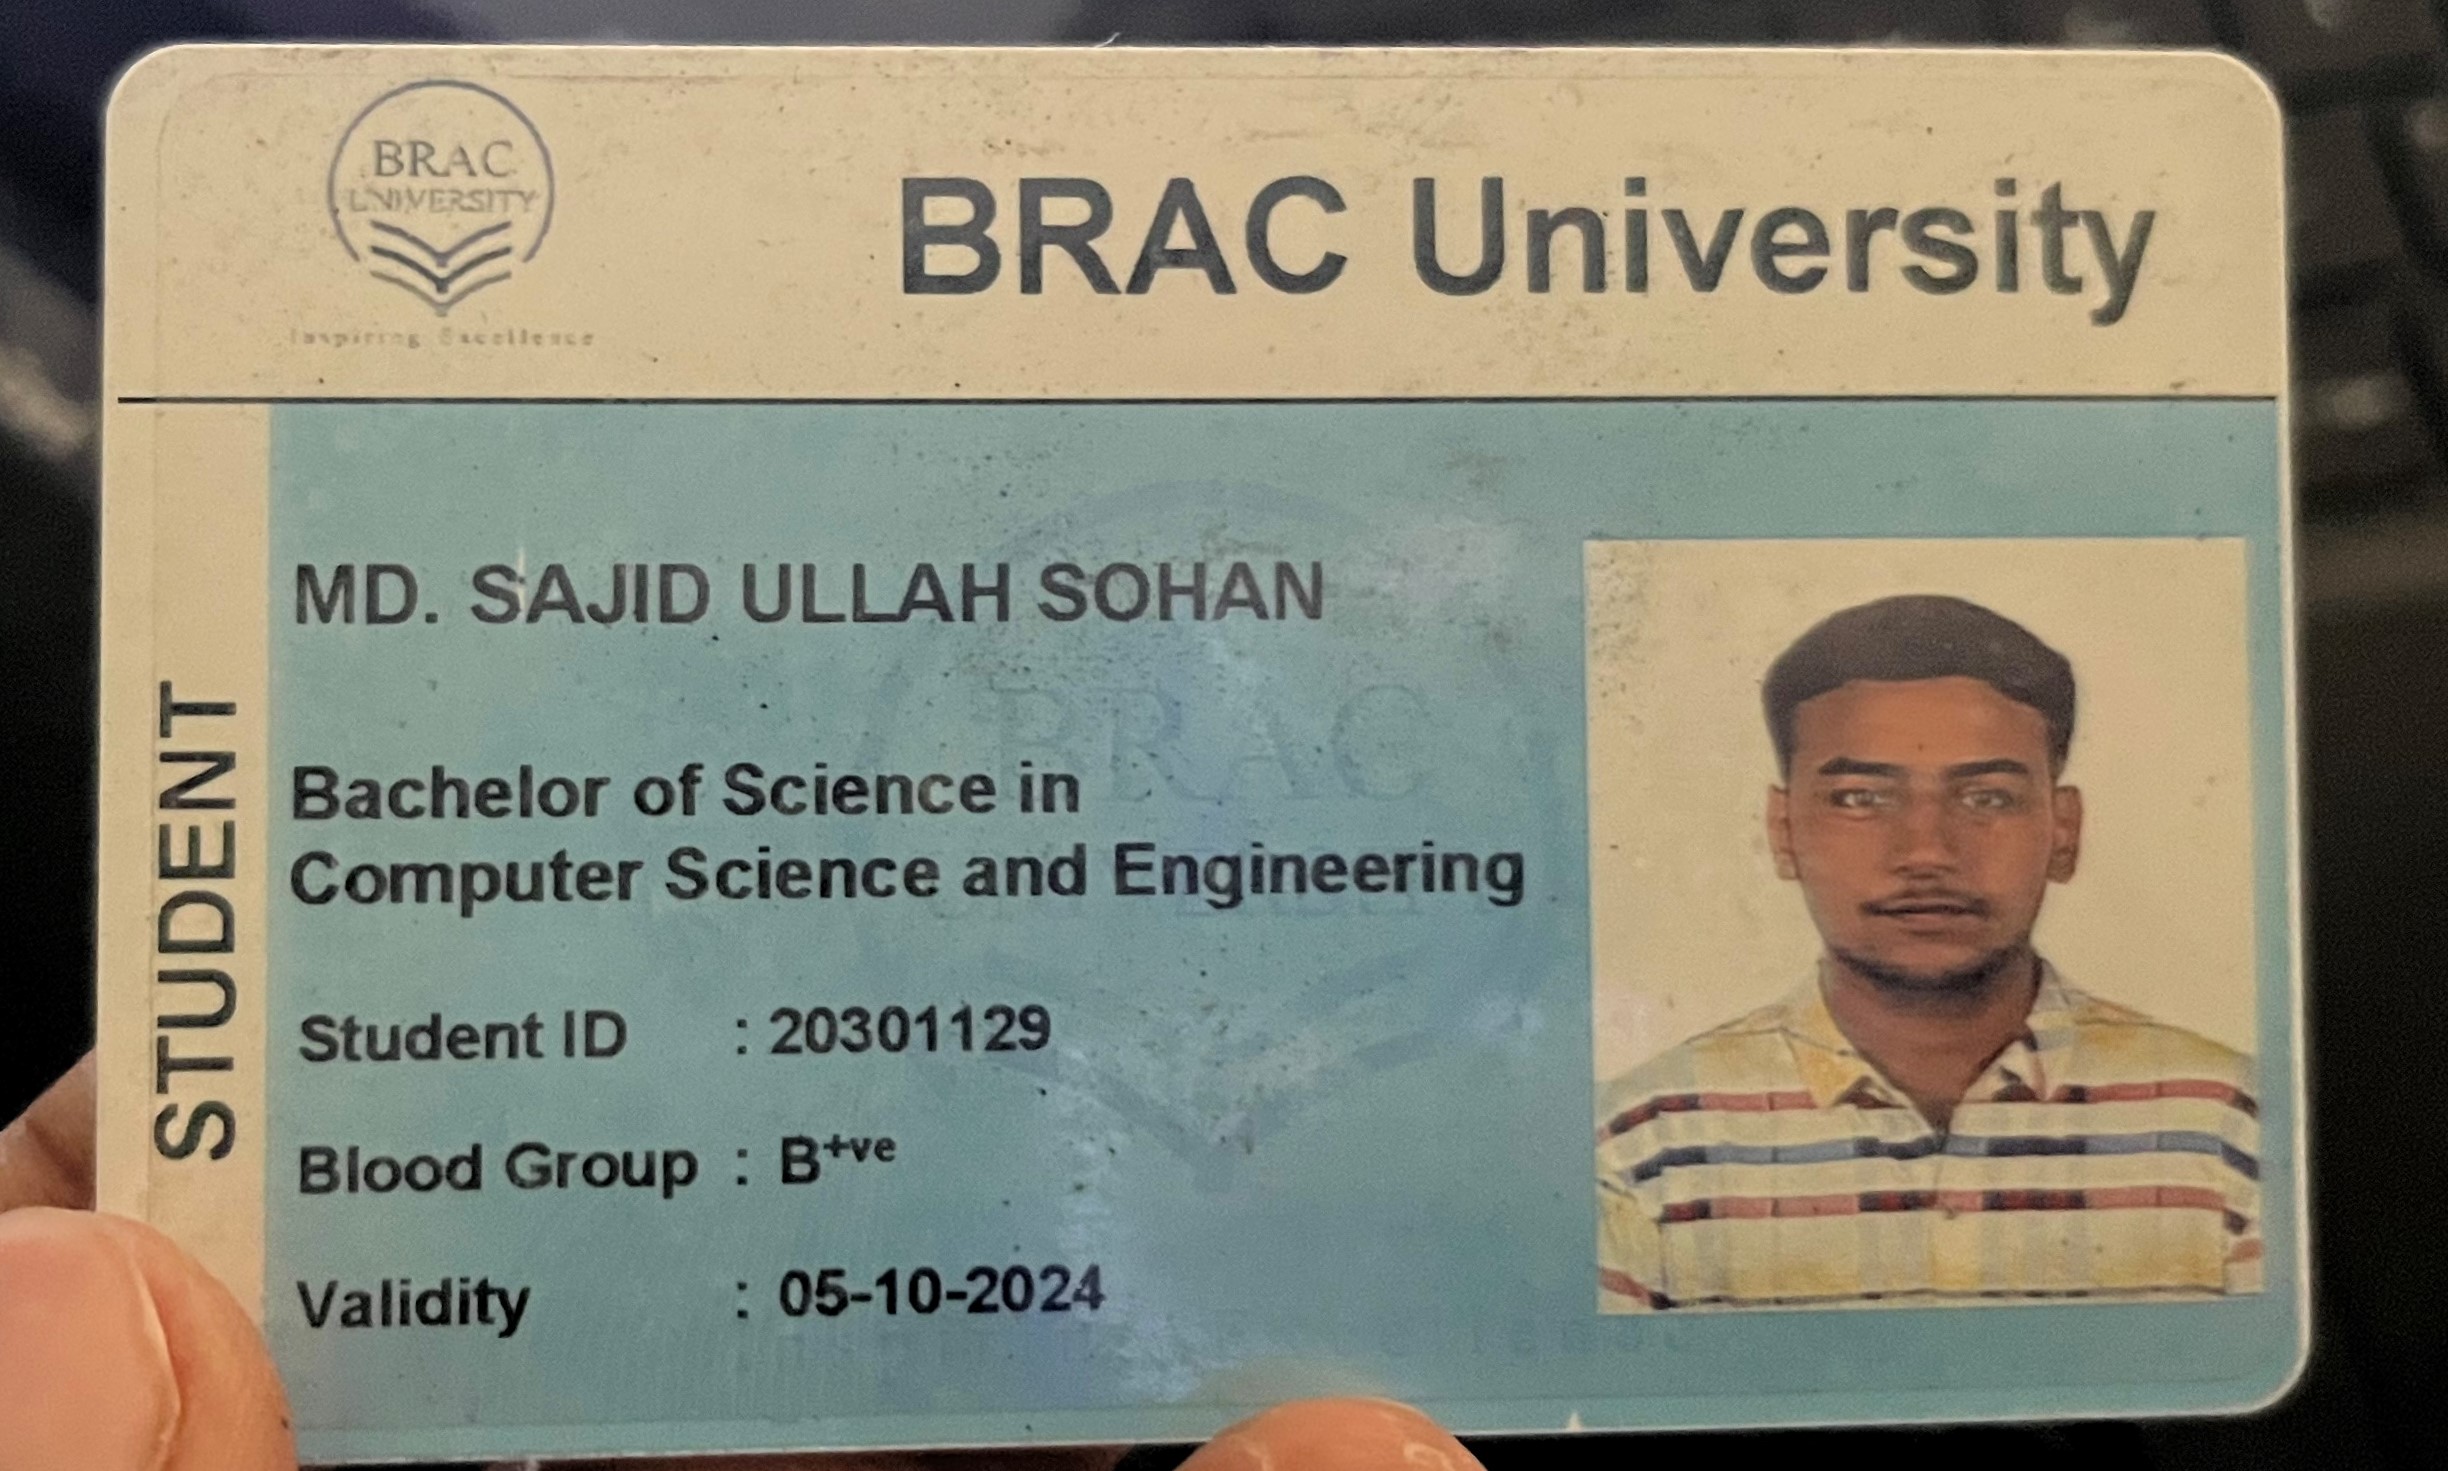 BRAC
UNIVERSITY
Inspiring Excellence
BRAC University
STUDENT
MD. SAJID ULLAH SOHAN
Bachelor of Science in
Computer Science and Engineering
Student ID : 20301129
Blood Group : B+ve
Validity : 05-10-2024
BRAC